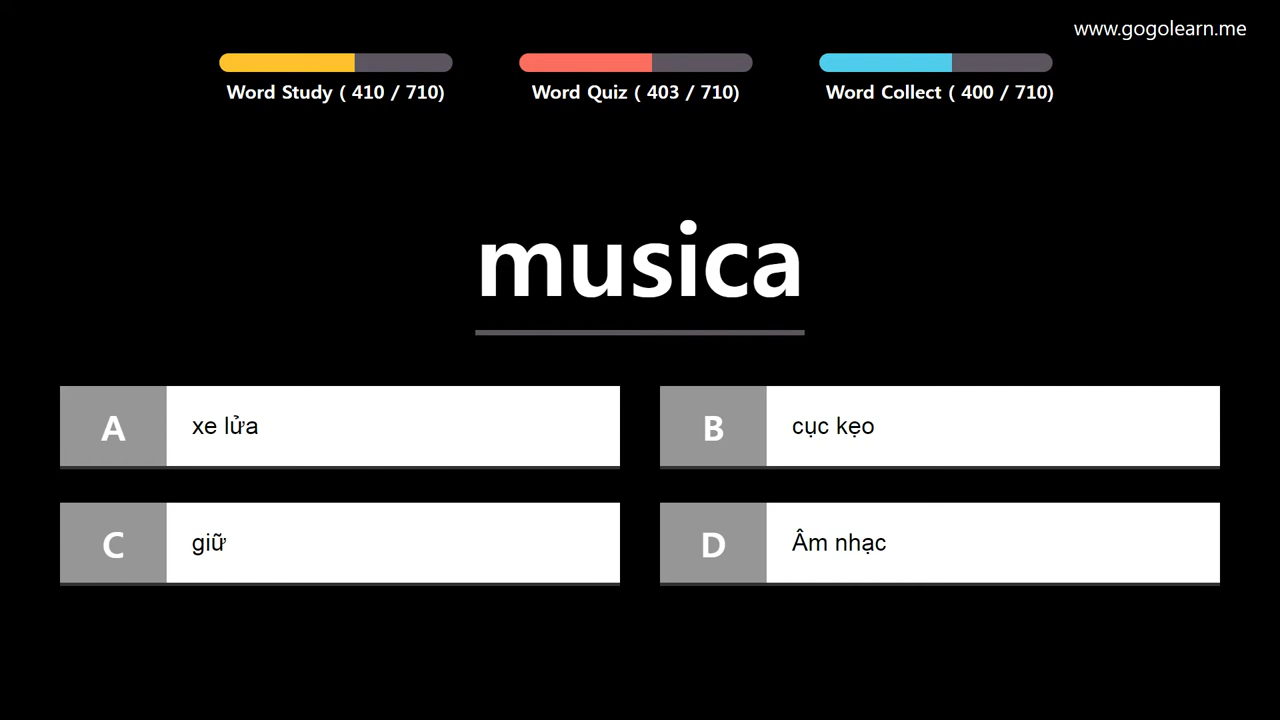 www.gogolearn.me
Word Study ( 410 / 710)
Word Quiz ( 403 / 710)
Word Collect ( 400 / 710)
musica
A xe lửa
B cục kẹo
C giữ
D Âm nhạc